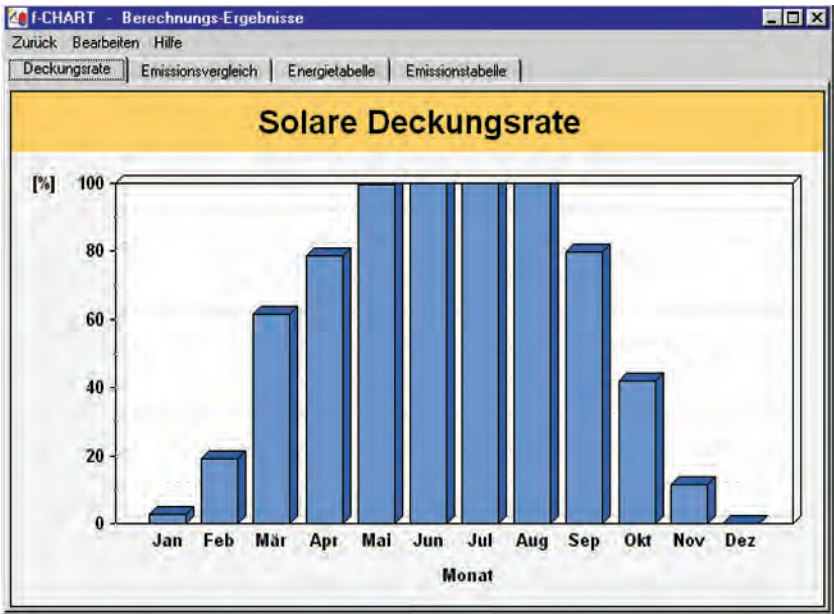 f-CHART - Berechnungs-Ergebnisse
Zurück Bearbeiten Hilfe
Deckungsrate Emissionsvergleich Energietabelle Emissionstabelle
Solare Deckungsrate
[%]
100
80
60
40
20
0
Jan Feb Mär Apr Mai Jun Jul Aug Sep Okt Nov Dez
Monat